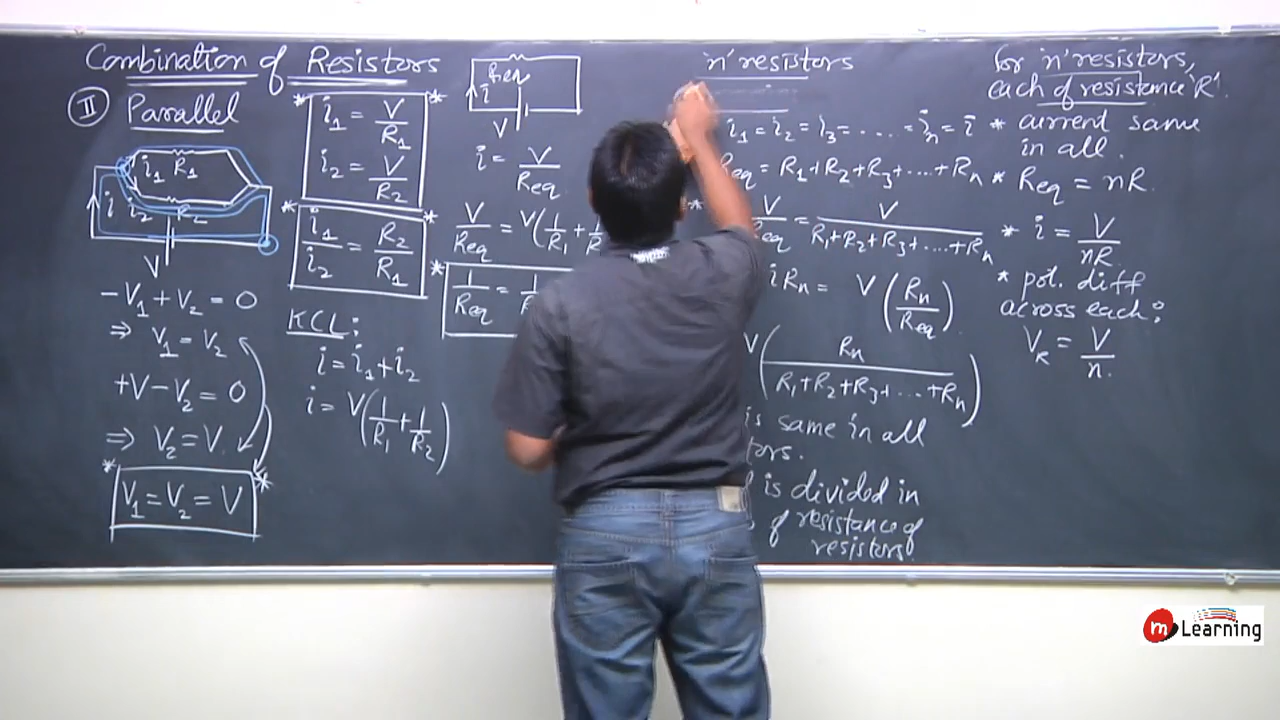 Combination of Resistors
II Parallel
i₁ R₁
i i₂ R₂
V
-V₁ + V₂ = 0
⇒ V₁ = V₂
+V - V₂ = 0
⇒ V₂ = V
* V₁ = V₂ = V *
* i₁ = V/R₁ *
i₂ = V/R₂
* i₁/i₂ = R₂/R₁ *
KCL:
i = i₁ + i₂
i = V(1/R₁ + 1/R₂)
Req
i
V
i = V/Req
V/Req = V(1/R₁ +
* 1/Req =
'n' resistors
i₁ = i₂ = i₃ = .... = iₙ = i
Req = R₁ + R₂ + R₃ + .... + Rₙ
* V/Req = V/(R₁ + R₂ + R₃ + .... + Rₙ)
iRₙ = V(Rₙ/Req)
V(Rₙ/(R₁ + R₂ + R₃ + .... + Rₙ))
is same in all
is divided in
of resistance of
resistors.
for 'n' resistors,
each of resistance 'R'.
* current same
in all.
* Req = nR.
* i = V/nR
* pot. diff
across each:
V_R = V/n.
m Learning